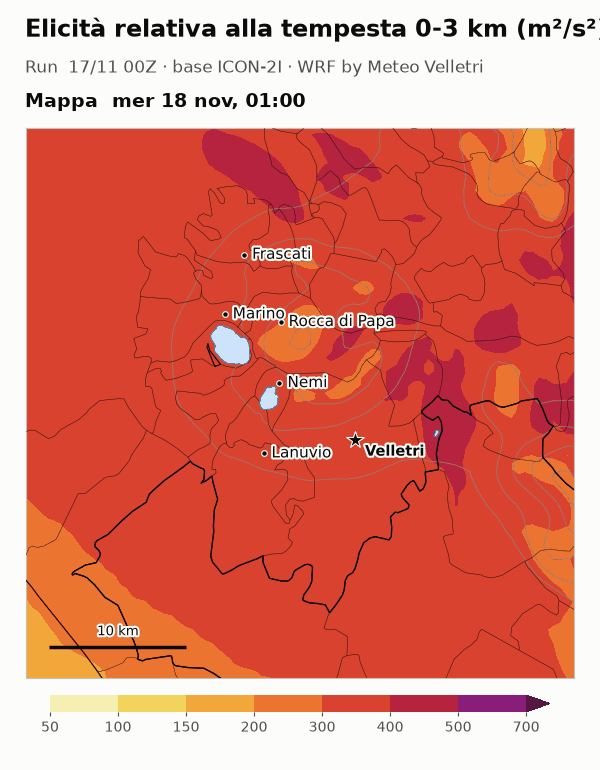 Elicità relativa alla tempesta 0-3 km (m²/s²)
Run  17/11 00Z · base ICON-2I · WRF by Meteo Velletri
Mappa  mer 18 nov, 01:00
Frascati
Marino
Rocca di Papa
Nemi
Lanuvio
Velletri
10 km
50 100 150 200 300 400 500 700